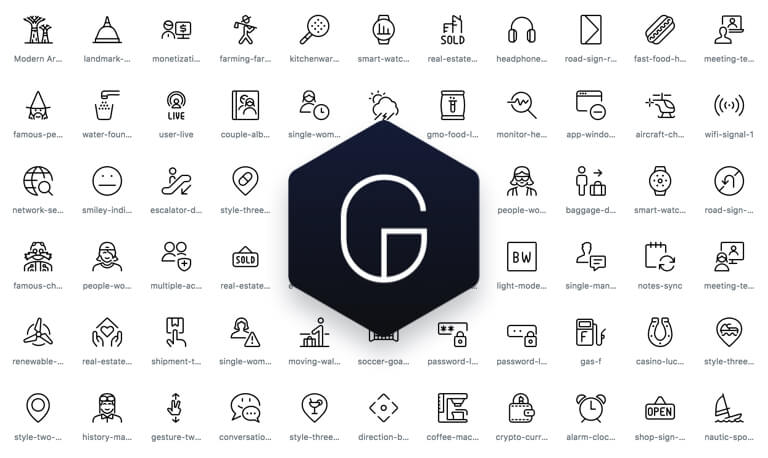 Modern Ar...
landmark-...
monetizati...
farming-far...
kitchenwar...
$
smart-watc...
SOLD
real-estate...
headphone...
road-sign-r...
fast-food-h...
meeting-te...
famous-pe...
water-foun...
LIVE
user-live
couple-alb...
single-wom...
gmo-food-l...
monitor-he...
app-windo...
aircraft-ch...
wifi-signal-1
network-se...
smiley-indi...
escalator-d...
style-three...
people-wo...
baggage-d...
smart-watc...
road-sign-...
G
famous-ch...
people-wo...
multiple-ac...
SOLD
real-estate...
BW
light-mode...
single-man...
notes-sync
meeting-te...
renewable-...
real-estate...
shipment-t...
single-wom...
moving-wal...
soccer-goa...
**
password-l...
password-l...
F
gas-f
casino-luc...
style-three...
style-two-...
history-ma...
gesture-tw...
conversatio...
style-three...
direction-b...
coffee-mac...
crypto-curr...
alarm-cloc...
OPEN
shop-sign-...
nautic-spo...